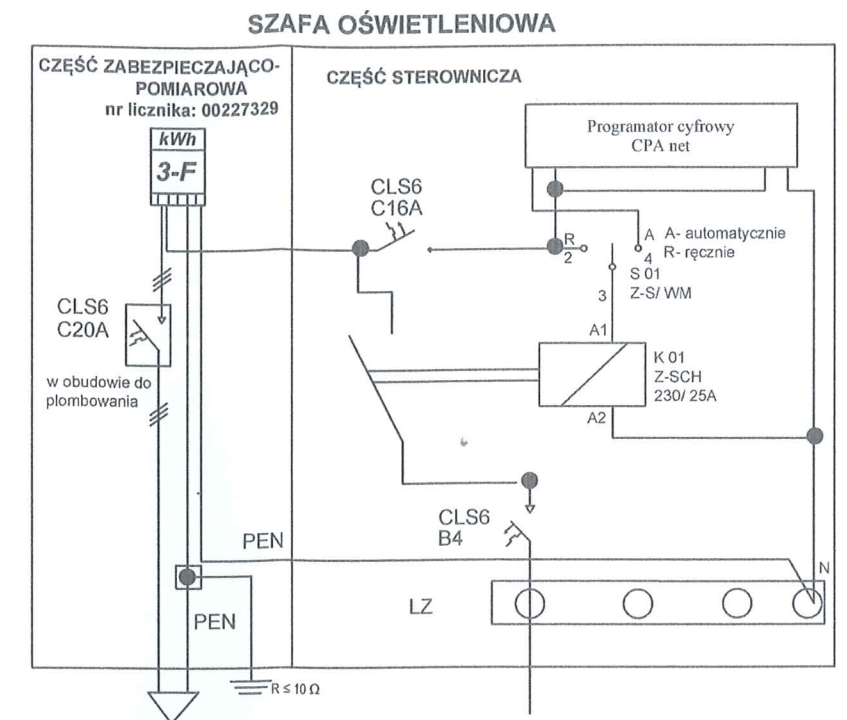 SZAFA OŚWIETLENIOWA
CZĘŚĆ ZABEZPIECZAJĄCO-
POMIAROWA
nr licznika: 00227329
kWh
3-F
CLS6
C20A
w obudowie do
plombowania
PEN
PEN
R ≤ 10 Ω
CZĘŚĆ STEROWNICZA
Programator cyfrowy
CPA net
CLS6
C16A
R
2
A
4
A- automatycznie
R- ręcznie
S 01
Z-S/ WM
3
A1
K 01
Z-SCH
230/ 25A
A2
CLS6
B4
N
LZ